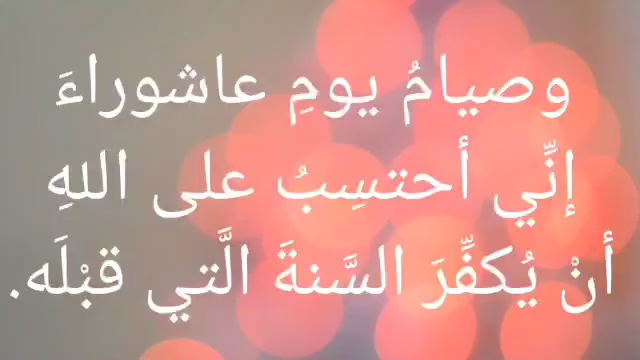 وصيامُ يومِ عاشوراءَ
إنِّي أحتسِبُ على اللهِ
أنْ يُكفِّرَ السَّنةَ الَّتي قبْلَه.